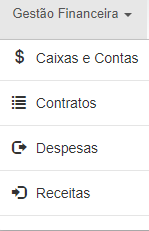 Gestão Financeira
Caixas e Contas
Contratos
Despesas
Receitas